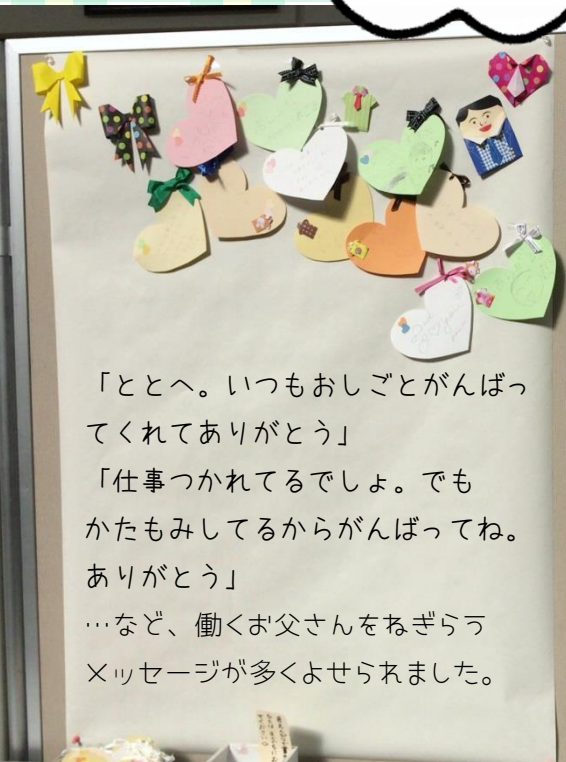 「ととへ。いつもおしごとがんばっ
てくれてありがとう」
「仕事つかれてるでしょ。でも
かたもみしてるからがんばってね。
ありがとう」
…など、働くお父さんをねぎらう
メッセージが多くよせられました。